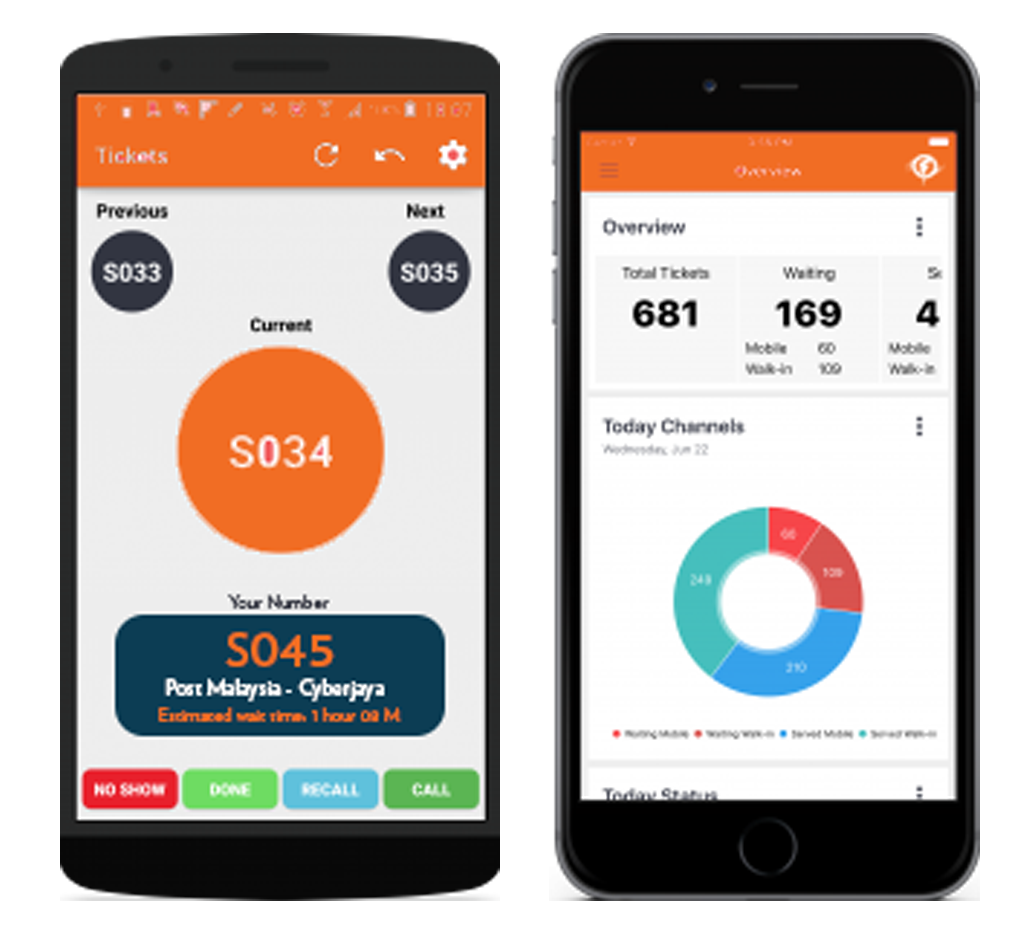 18:07
Tickets
Previous
Next
S033
S035
Current
S034
Your Number
S045
Post Malaysia - Cyberjaya
Estimated wait time: 1 hour 08 M
NO SHOW
DONE
RECALL
CALL
Overview
Overview
Total Tickets
Waiting
681
169
4
Mobile 60
Mobile
Walk-in 109
Walk-in
Today Channels
Wednesday, Jun 22
60
109
249
210
Waiting Mobile
Waiting Walk-in
Served Mobile
Served Walk-in
Today Status